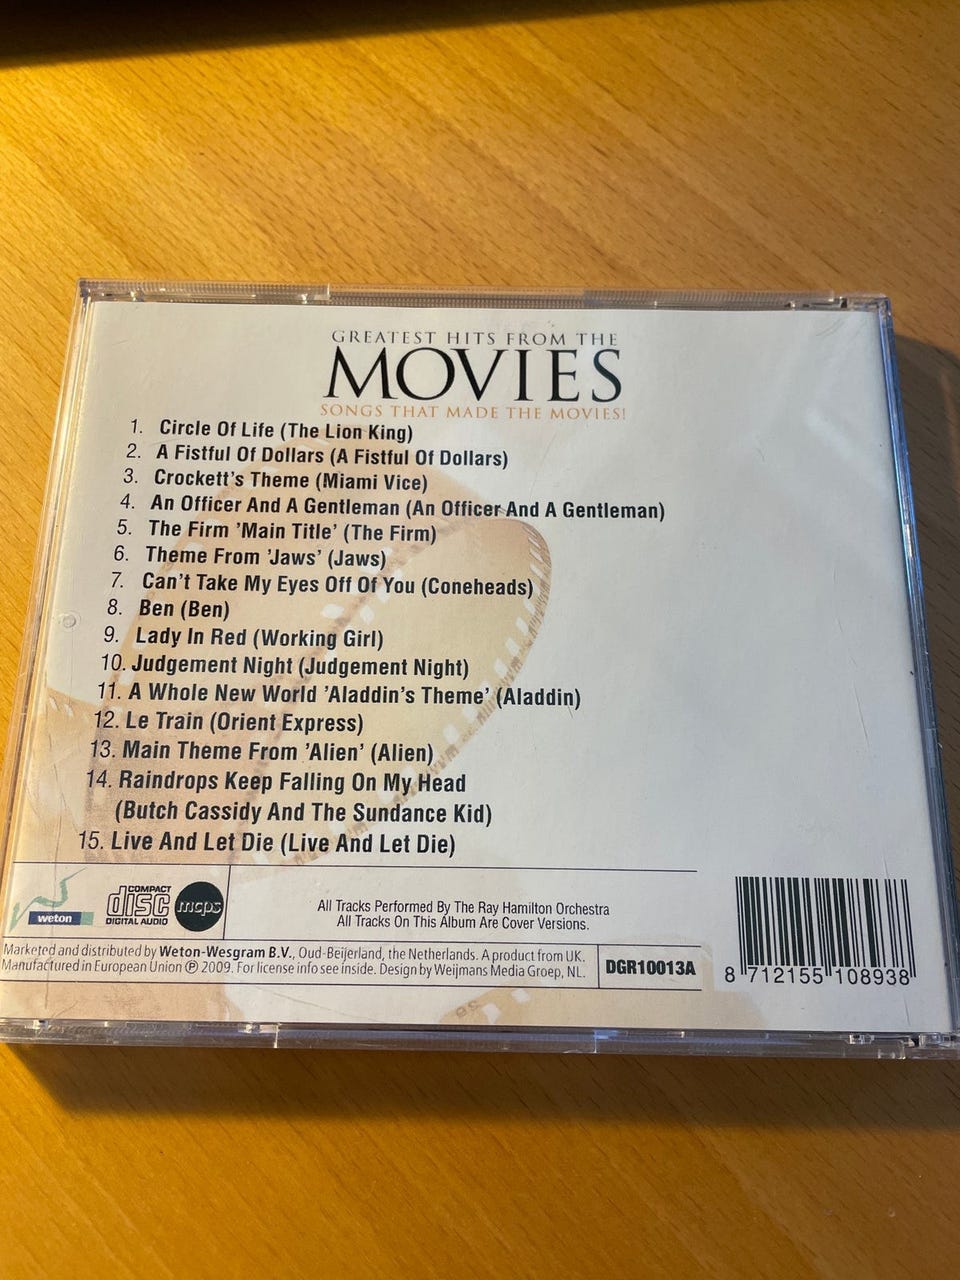 GREATEST HITS FROM THE
MOVIES
SONGS THAT MADE THE MOVIES!
1. Circle Of Life (The Lion King)
2. A Fistful Of Dollars (A Fistful Of Dollars)
3. Crockett's Theme (Miami Vice)
4. An Officer And A Gentleman (An Officer And A Gentleman)
5. The Firm 'Main Title' (The Firm)
6. Theme From 'Jaws' (Jaws)
7. Can't Take My Eyes Off Of You (Coneheads)
8. Ben (Ben)
9. Lady In Red (Working Girl)
10. Judgement Night (Judgement Night)
11. A Whole New World 'Aladdin's Theme' (Aladdin)
12. Le Train (Orient Express)
13. Main Theme From 'Alien' (Alien)
14. Raindrops Keep Falling On My Head
(Butch Cassidy And The Sundance Kid)
15. Live And Let Die (Live And Let Die)
weton
COMPACT
disc
DIGITAL AUDIO
mcps
All Tracks Performed By The Ray Hamilton Orchestra
All Tracks On This Album Are Cover Versions.
Marketed and distributed by Weton-Wesgram B.V., Oud-Beijerland, the Netherlands. A product from UK.
Manufactured in European Union ℗ 2009. For license info see inside. Design by Weijmans Media Groep, NL.
DGR10013A
8 712155 108938